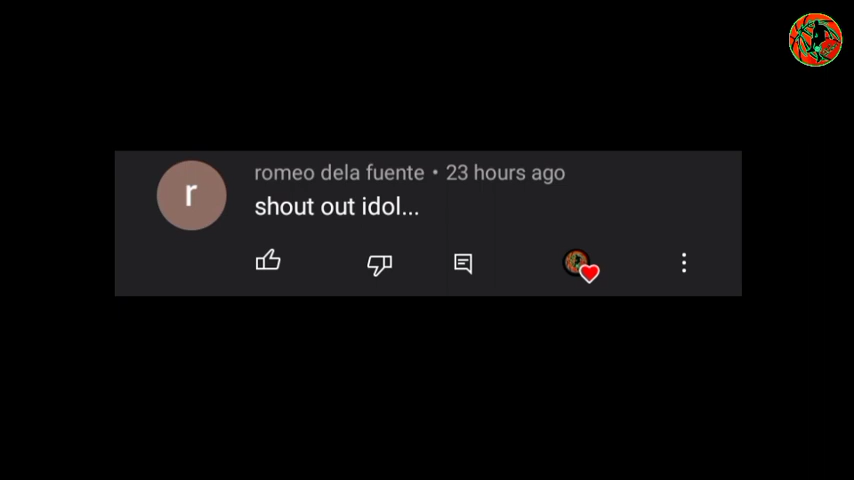 romeo dela fuente • 23 hours ago
r
shout out idol...